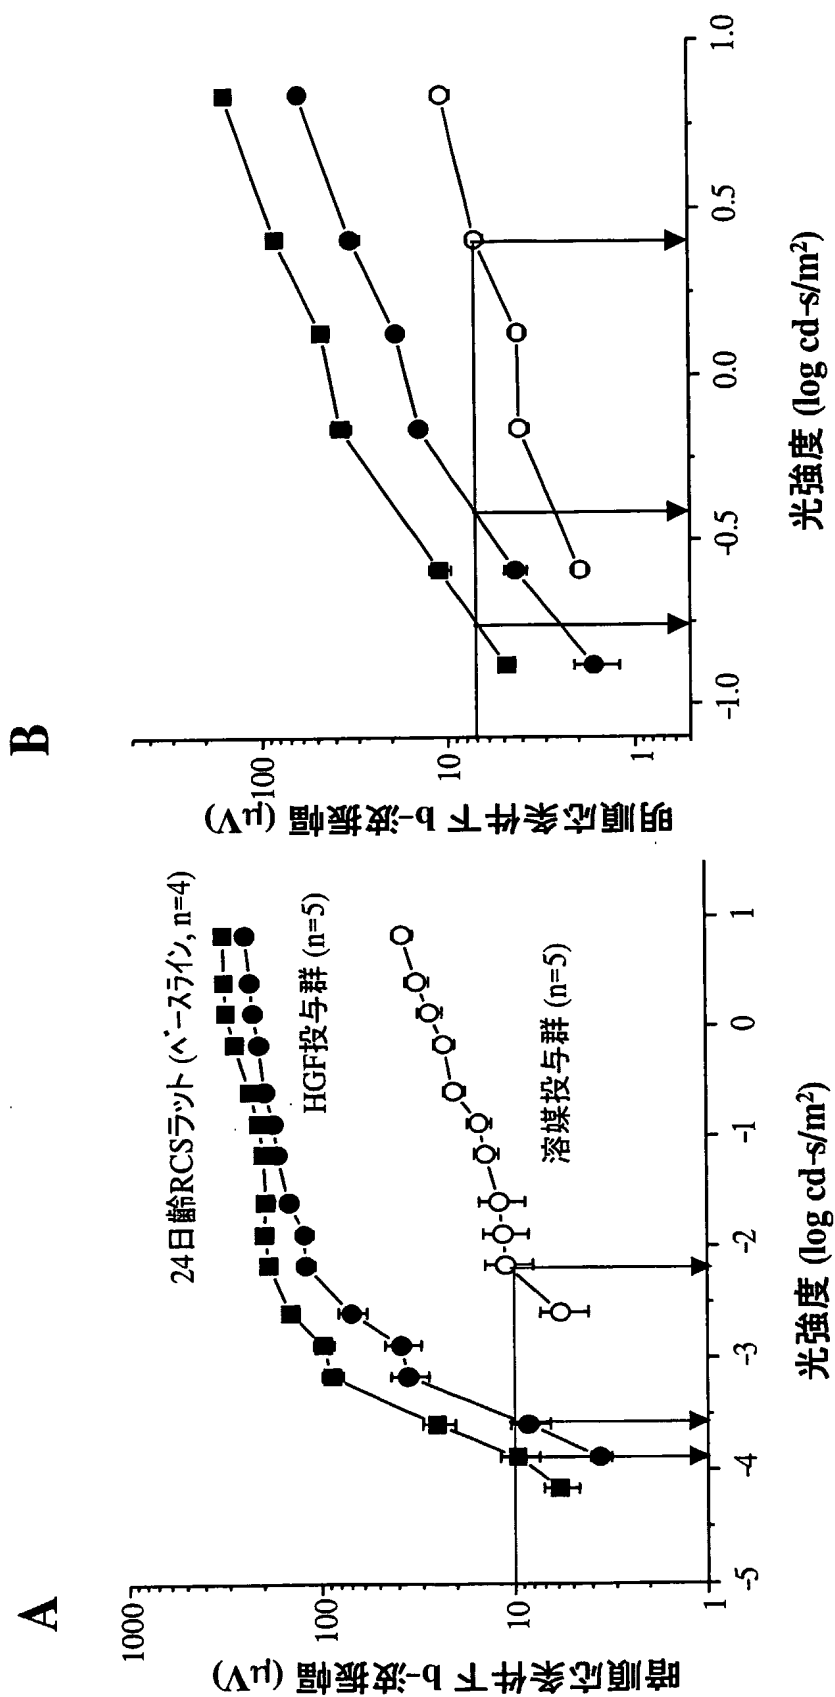 A
暗順応条件下 b-波振幅 (μV)
1000
100
10
1
24日齢RCSラット (ベースライン, n=4)
HGF投与群 (n=5)
溶媒投与群 (n=5)
-5
-4
-3
-2
-1
0
1
光強度 (log cd-s/m²)
B
明順応条件下 b-波振幅 (μV)
100
10
1
-1.0
-0.5
0.0
0.5
1.0
光強度 (log cd-s/m²)